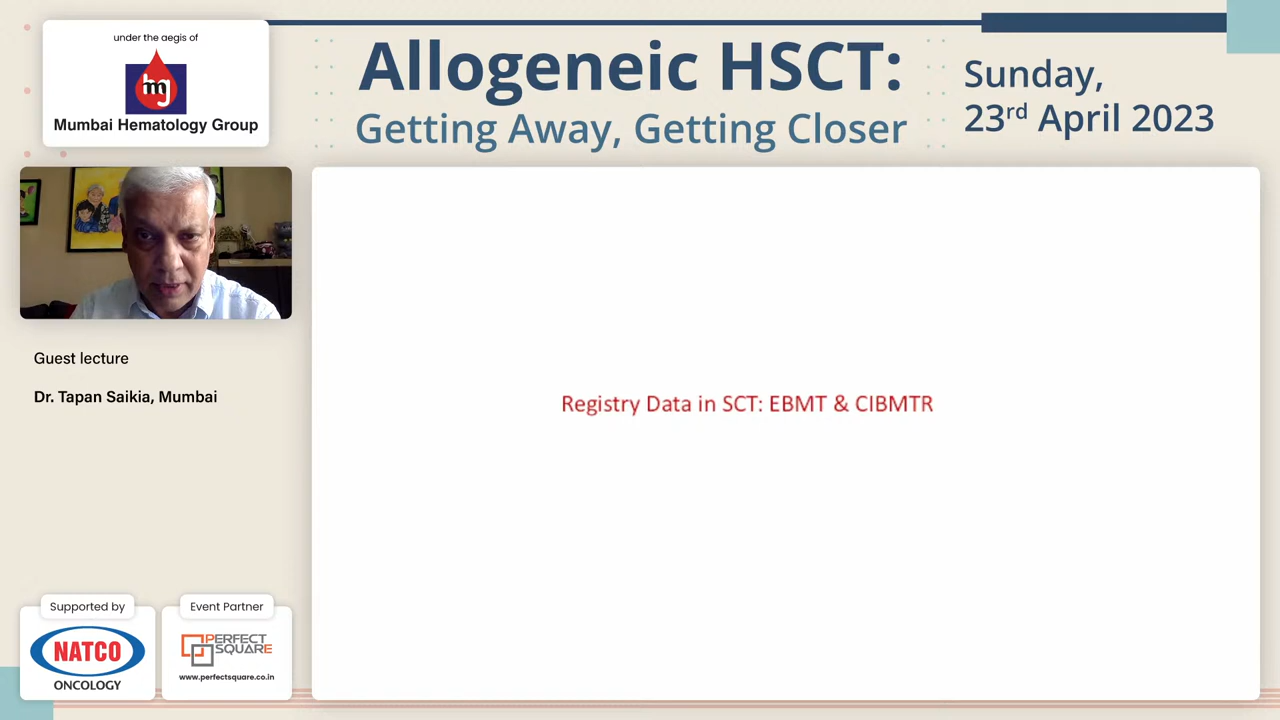 under the aegis of
mg
Mumbai Hematology Group
Allogeneic HSCT:
Getting Away, Getting Closer
Sunday,
23rd April 2023
Guest lecture
Dr. Tapan Saikia, Mumbai
Registry Data in SCT: EBMT & CIBMTR
Supported by
NATCO
ONCOLOGY
Event Partner
PERFECT
SQUARE
www.perfectsquare.co.in